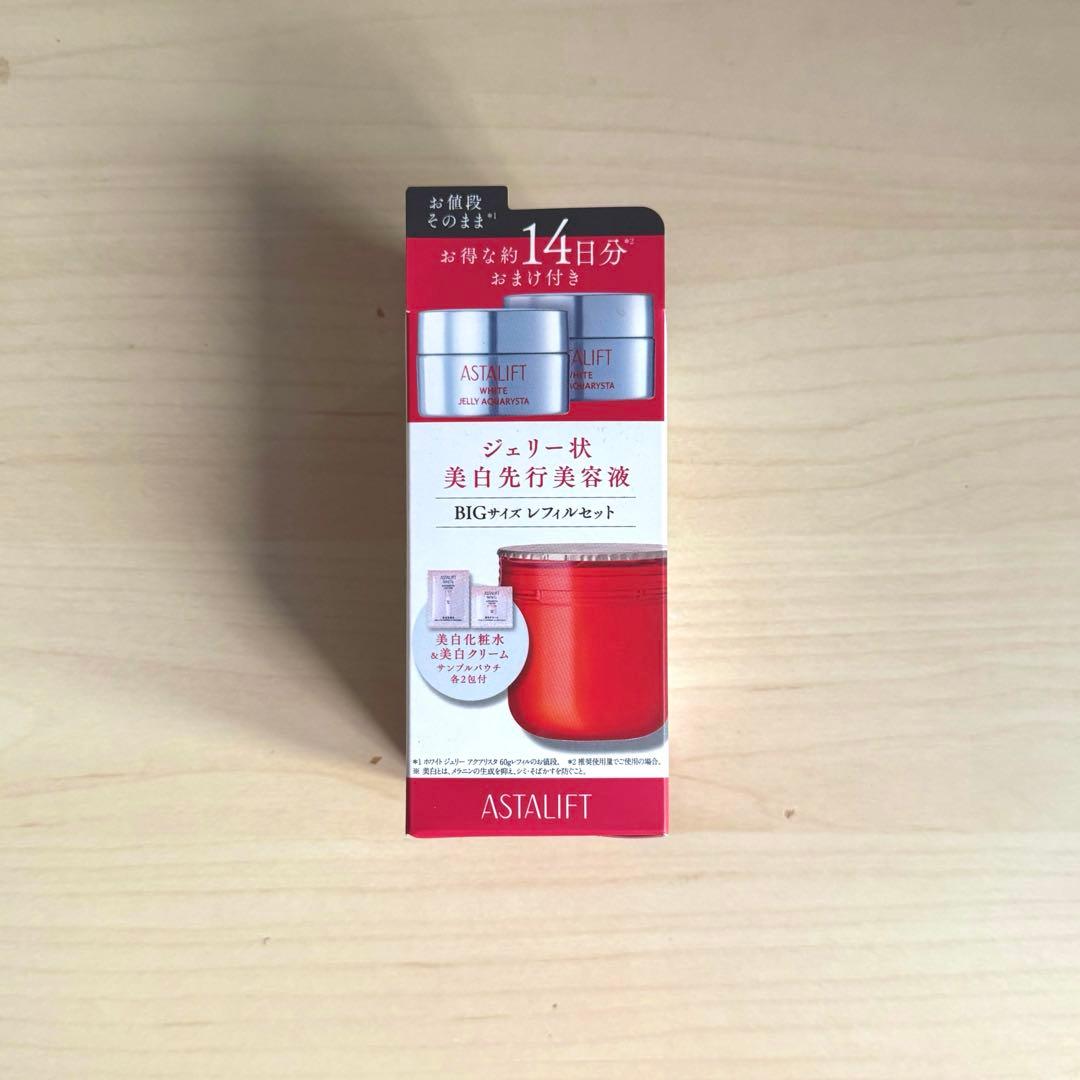 お値段
そのまま*1
お得な約14日分*2
おまけ付き
ASTALIFT
WHITE
JELLY AQUARYSTA
STALIFT
WHITE
AQUARYSTA
ジェリー状
美白先行美容液
BIGサイズ レフィルセット
ASTALIFT
WHITE
ASTALIFT
WHITE
美白化粧水
&美白クリーム
サンプルパウチ
各2包付
*1 ホワイト ジェリー アクアリスタ 60gレフィルのお値段。 *2 推奨使用量でご使用の場合。
※ 美白とは、メラニンの生成を抑え、シミ・そばかすを防ぐこと。
ASTALIFT